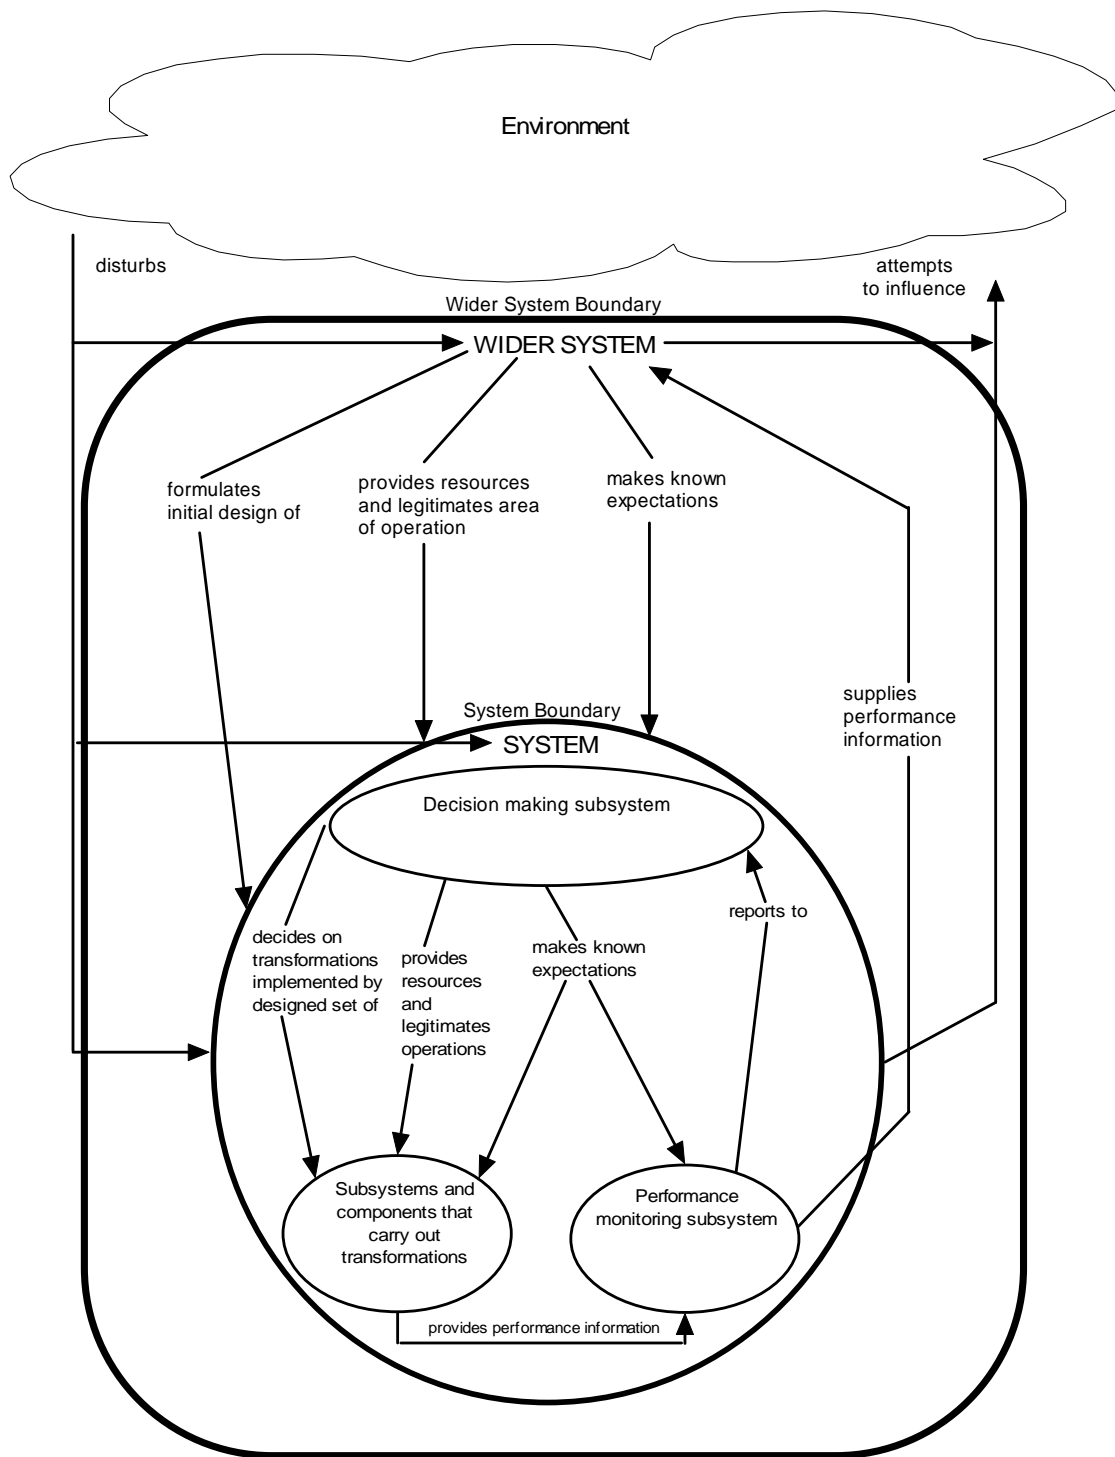 Environment
disturbs
attempts
to influence
Wider System Boundary
WIDER SYSTEM
formulates
initial design of
provides resources
and legitimates area
of operation
makes known
expectations
supplies
performance
information
System Boundary
SYSTEM
Decision making subsystem
decides on
transformations
implemented by
designed set of
provides
resources
and
legitimates
operations
makes known
expectations
reports to
Subsystems and
components that
carry out
transformations
Performance
monitoring subsystem
provides performance information